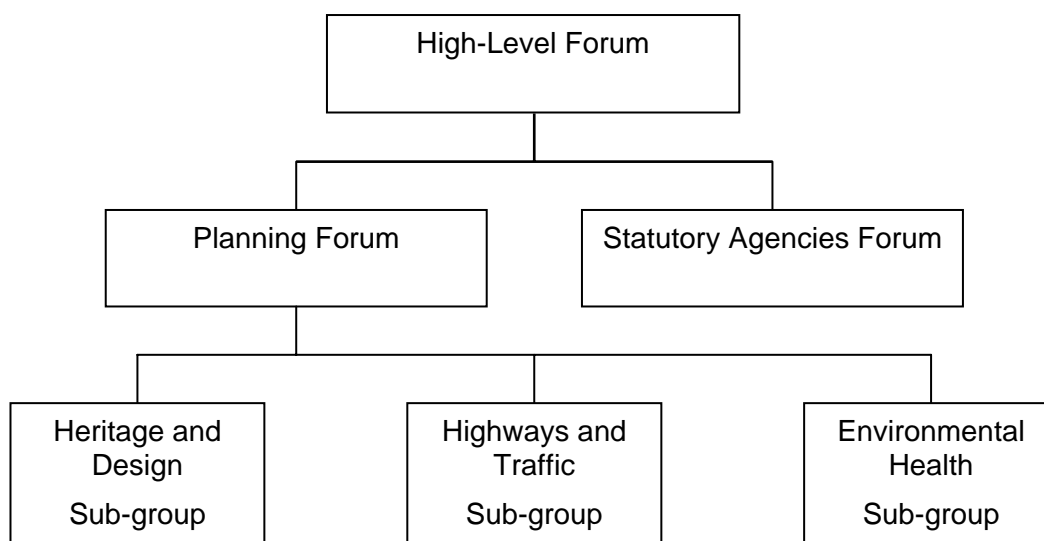 High-Level Forum
Planning Forum
Statutory Agencies Forum
Heritage and
Design
Sub-group
Highways and
Traffic
Sub-group
Environmental
Health
Sub-group